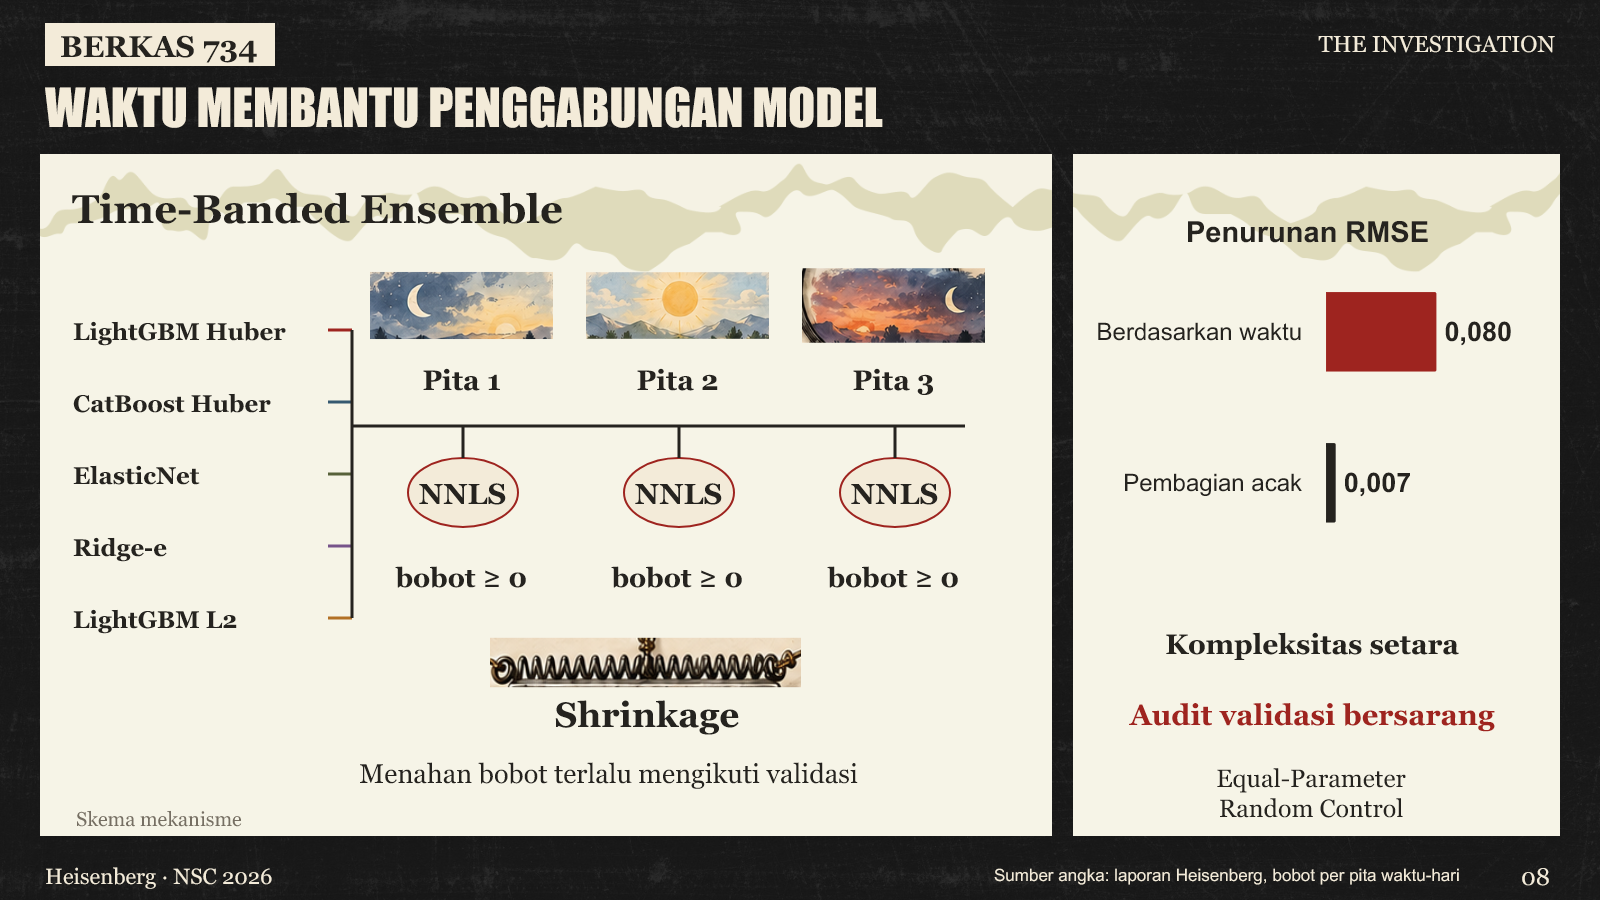 BERKAS 734
THE INVESTIGATION
WAKTU MEMBANTU PENGGABUNGAN MODEL
Time-Banded Ensemble
LightGBM Huber
CatBoost Huber
ElasticNet
Ridge-e
LightGBM L2
Pita 1
Pita 2
Pita 3
NNLS
NNLS
NNLS
bobot ≥ 0
bobot ≥ 0
bobot ≥ 0
Shrinkage
Menahan bobot terlalu mengikuti validasi
Skema mekanisme
Penurunan RMSE
Berdasarkan waktu
0,080
Pembagian acak
0,007
Kompleksitas setara
Audit validasi bersarang
Equal-Parameter
Random Control
Heisenberg · NSC 2026
Sumber angka: laporan Heisenberg, bobot per pita waktu-hari
08